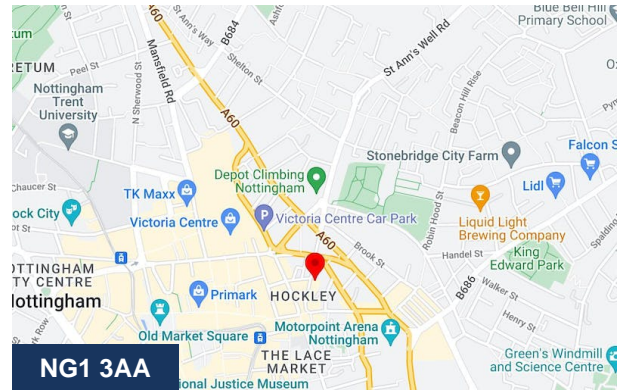 Blue Bell Hill
Primary School
St Ann's Way
B684
St Ann's Well Rd
Mansfield Rd
Shelton St
Peel St
N Sherwood St
Beacon Hill Rise
Nottingham
Trent
University
A60
Stonebridge City Farm
Falcon S
Depot Climbing
Nottingham
Lidl
Chaucer St
TK Maxx
Victoria Centre
P
Victoria Centre Car Park
Robin Hood St
Liquid Light
Brewing Company
Spaldin
ock City
A60
Brook St
Handel St
King
Edward Park
OTTINGHAM
TY CENTRE
Nottingham
Primark
HOCKLEY
B686
Walker St
Henry St
Old Market Square
Motorpoint Arena
Nottingham
THE LACE
MARKET
Green's Windmill
and Science Centre
NG1 3AA
ional Justice Museum